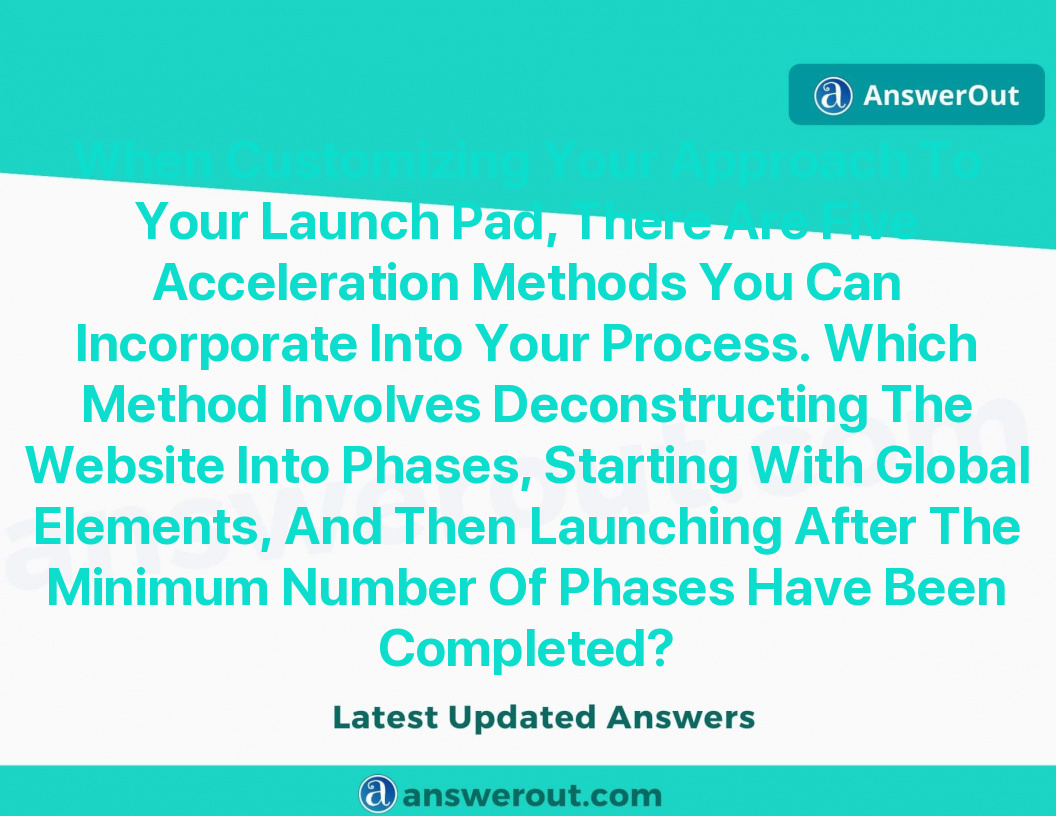 AnswerOut
When Customizing Your Approach To
Your Launch Pad, There Are Five
Acceleration Methods You Can
Incorporate Into Your Process. Which
Method Involves Deconstructing The
Website Into Phases, Starting With Global
Elements, And Then Launching After The
Minimum Number Of Phases Have Been
Completed?
answerout.com
Latest Updated Answers
answerout.com